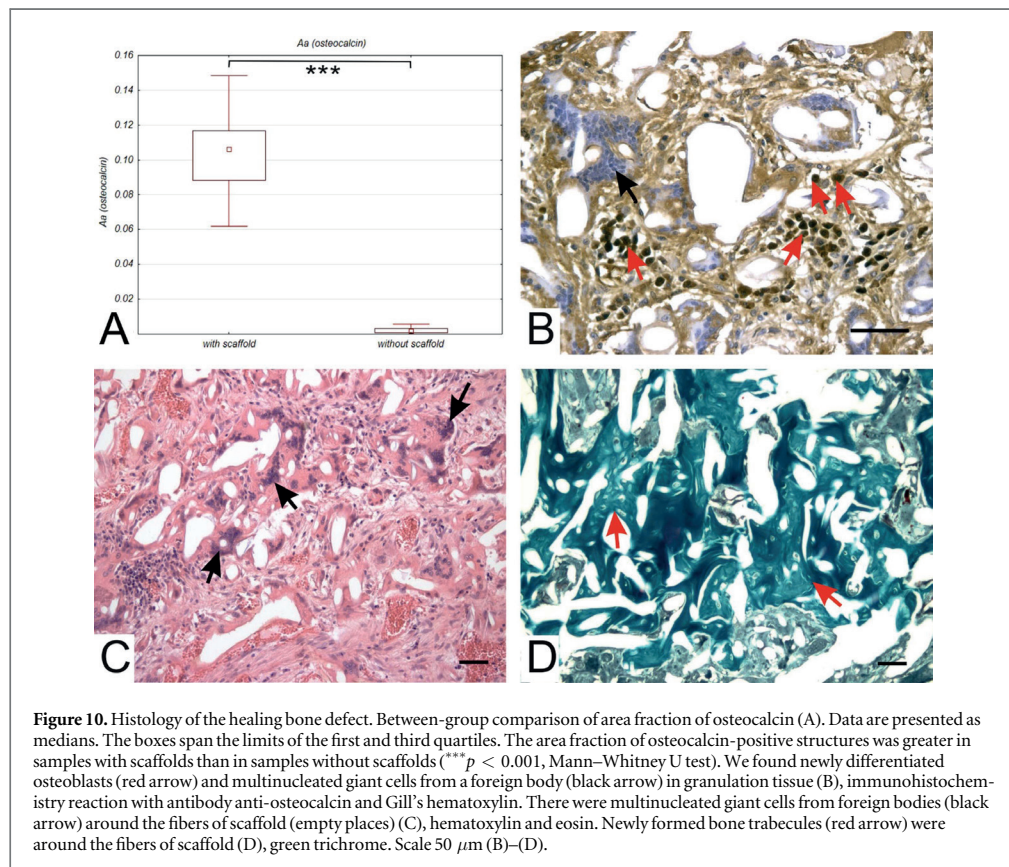 Aa (osteocalcin)
0.16
***
0.14
0.12
0.10
0.08
0.06
0.04
0.02
Aa (osteocalcin)
A
with scaffold
without scaffold
B
C
D
Figure 10. Histology of the healing bone defect. Between-group comparison of area fraction of osteocalcin (A). Data are presented as
medians. The boxes span the limits of the first and third quartiles. The area fraction of osteocalcin-positive structures was greater in
samples with scaffolds than in samples without scaffolds (***p < 0.001, Mann–Whitney U test). We found newly differentiated
osteoblasts (red arrow) and multinucleated giant cells from a foreign body (black arrow) in granulation tissue (B), immunohistochem-
istry reaction with antibody anti-osteocalcin and Gill's hematoxylin. There were multinucleated giant cells from foreign bodies (black
arrow) around the fibers of scaffold (empty places) (C), hematoxylin and eosin. Newly formed bone trabecules (red arrow) were
around the fibers of scaffold (D), green trichrome. Scale 50 μm (B)–(D).